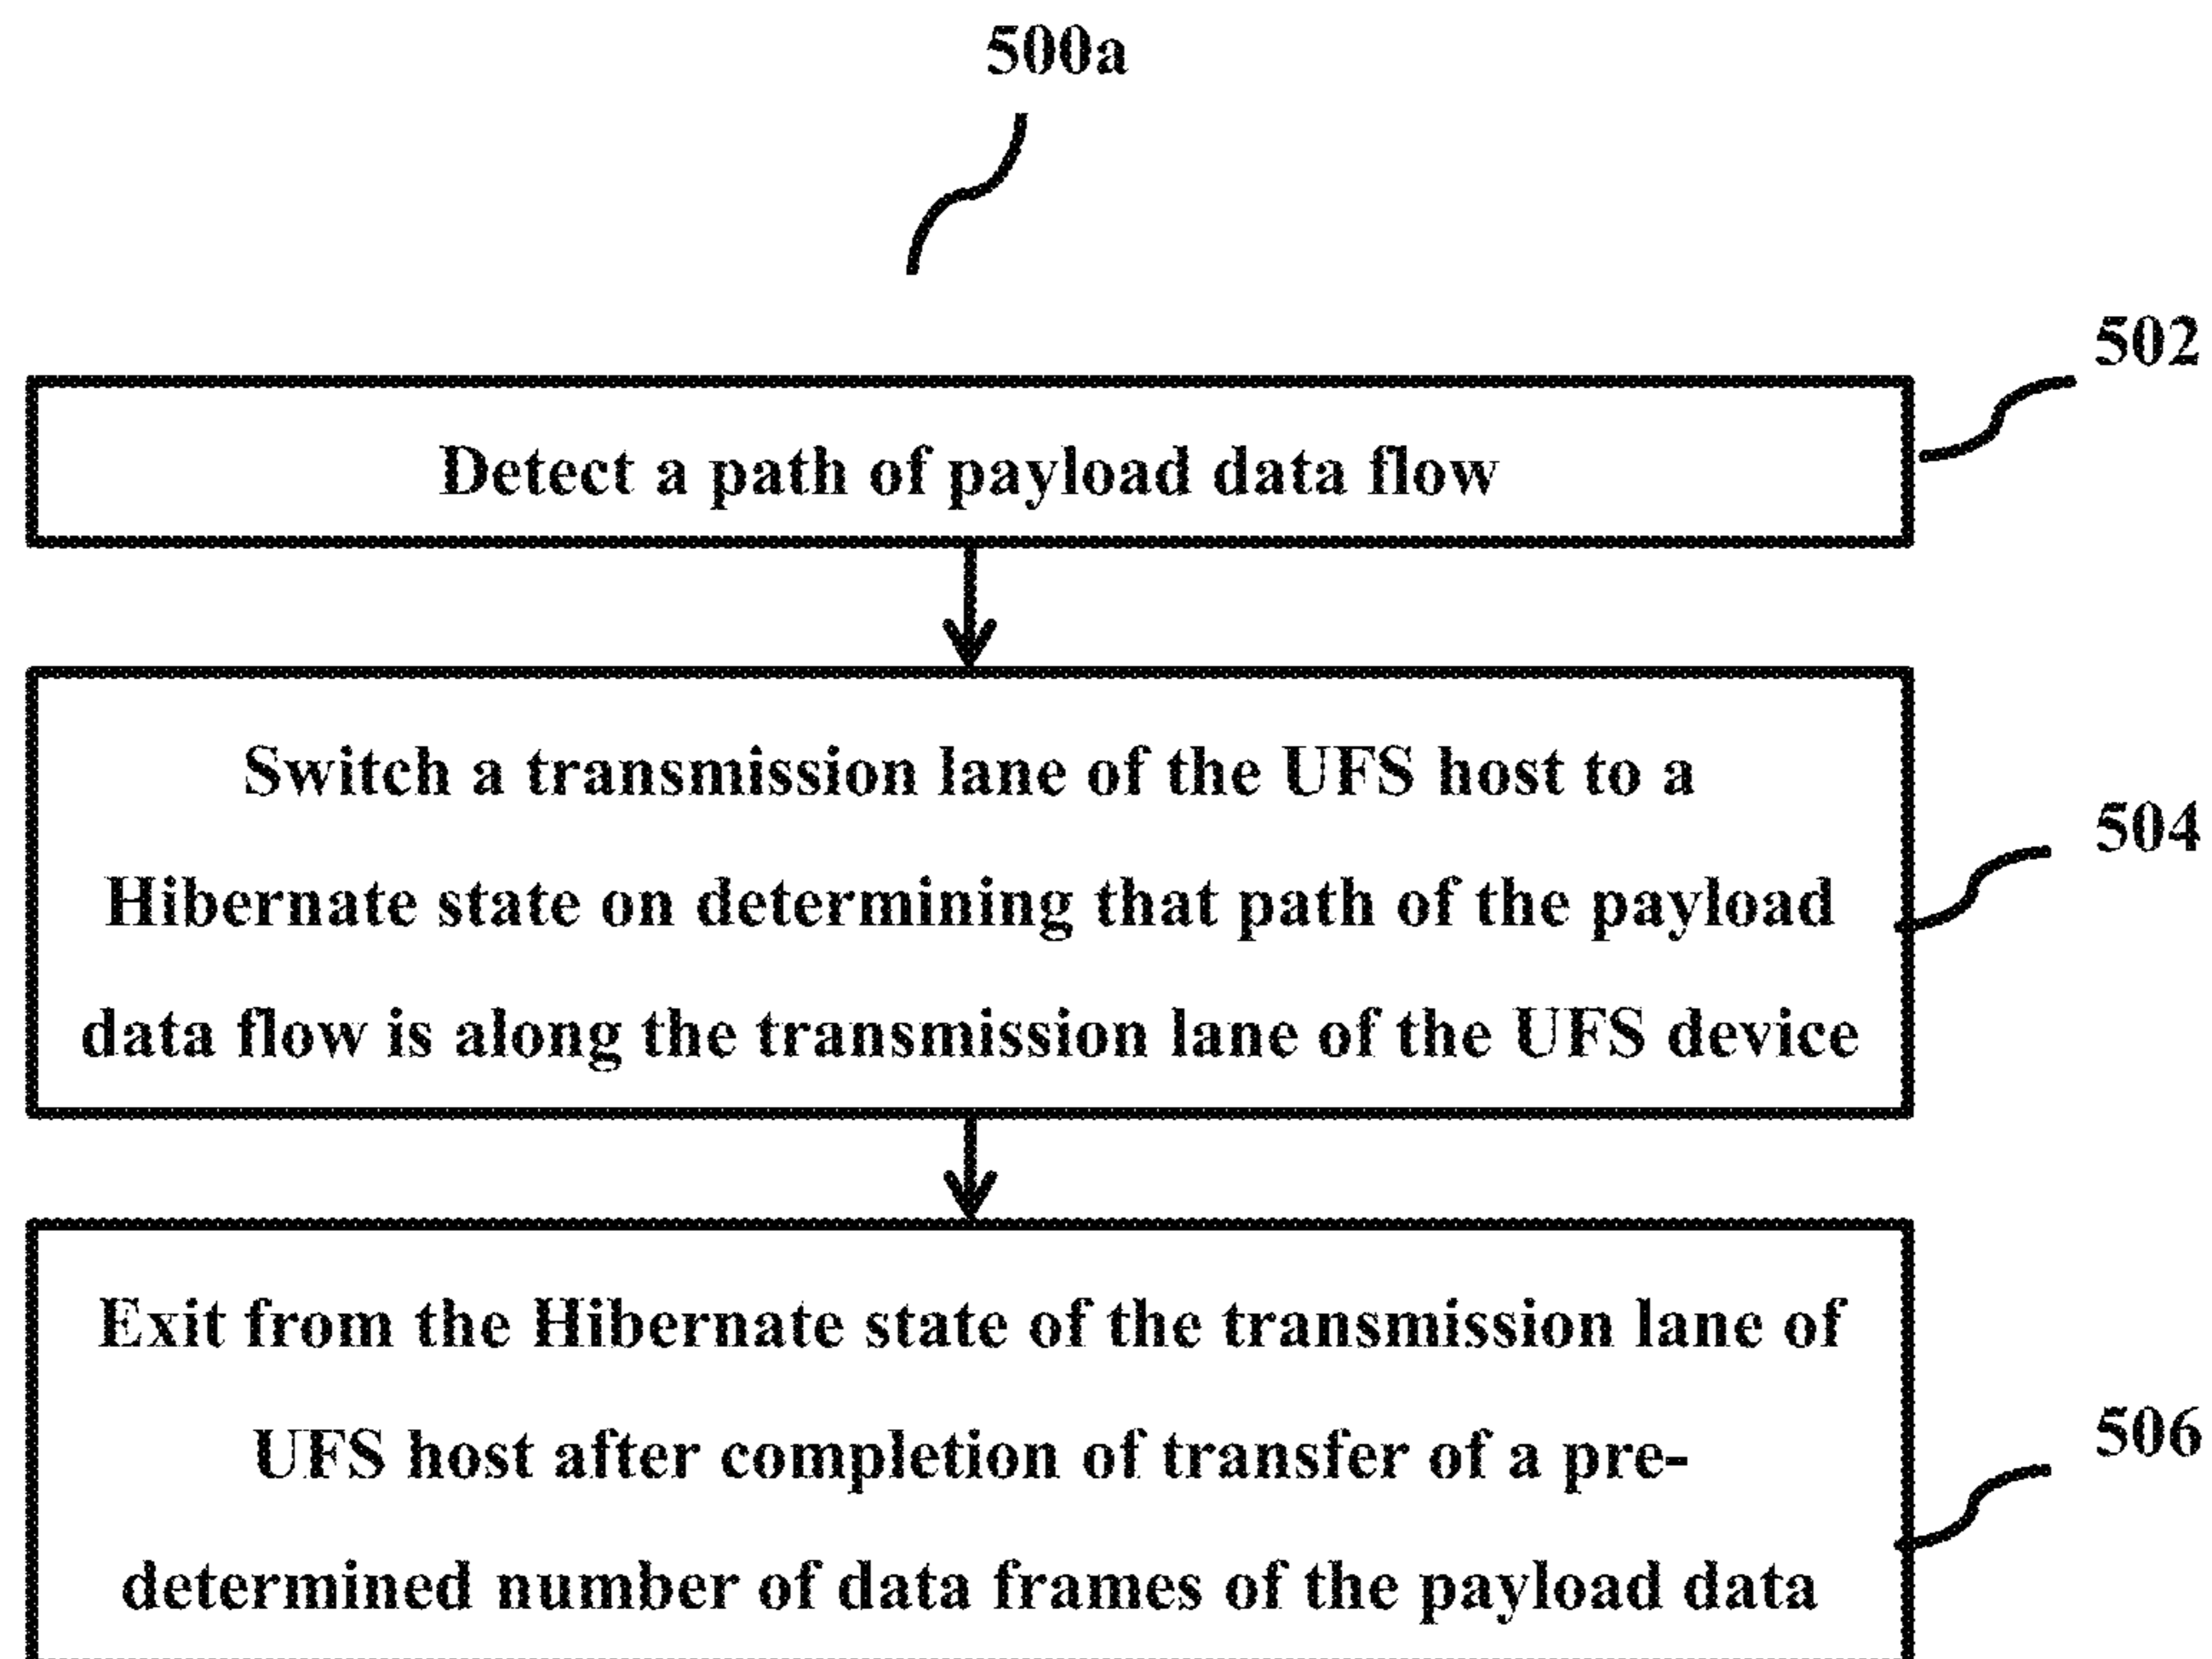 500a
502
Detect a path of payload data flow
Switch a transmission lane of the UFS host to a
Hibernate state on determining that path of the payload
data flow is along the transmission lane of the UFS device
504
Exit from the Hibernate state of the transmission lane of
UFS host after completion of transfer of a pre-
determined number of data frames of the payload data
506